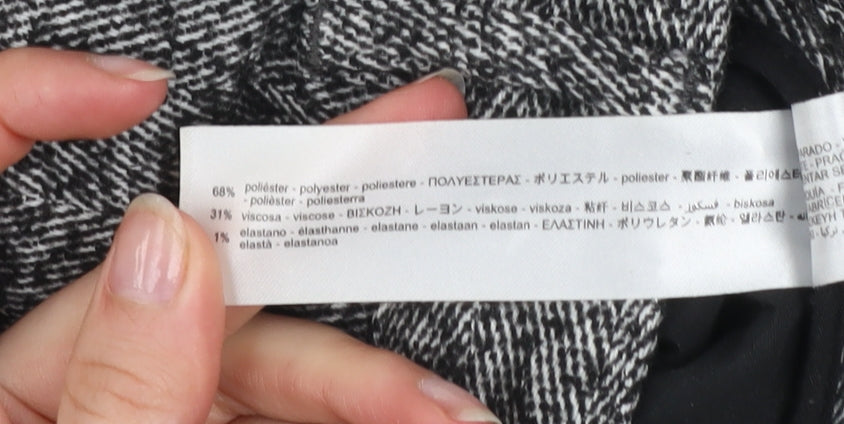 68% poliéster - polyester - poliestere - ΠΟΛΥΕΣΤΕΡΑΣ - ポリエステル - poliester - 聚酯纤维 - 폴리에스테
- polièster - poliesterra
31% viscosa - viscose - ΒΙΣΚΟΖΗ - レーヨン - viskose - viskoza - 粘纤 - 비스코스 - فسكوز - biskosa
1% elastano - élasthanne - elastane - elastaan - elastan - ΕΛΑΣΤΙΝΗ - ポリウレタン - 氨纶 - 엘라스탄 -
elastà - elastanoa